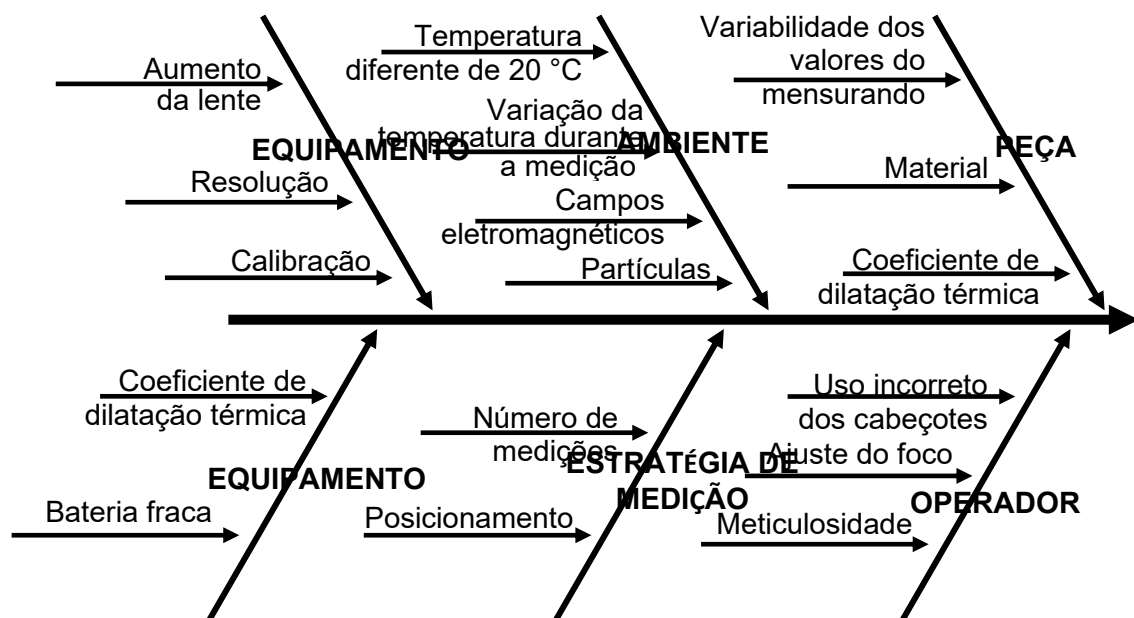 Aumento
da lente
EQUIPAMENTO
Resolução
Calibração
Temperatura
diferente de 20 °C
Variação da
temperatura durante
a medição
AMBIENTE
Campos
eletromagnéticos
Partículas
Variabilidade dos
valores do
mensurando
PEÇA
Material
Coeficiente de
dilatação térmica
Coeficiente de
dilatação térmica
EQUIPAMENTO
Bateria fraca
Número de
medições
ESTRATÉGIA DE
MEDIÇÃO
Posicionamento
Uso incorreto
dos cabeçotes
Ajuste do foco
OPERADOR
Meticulosidade